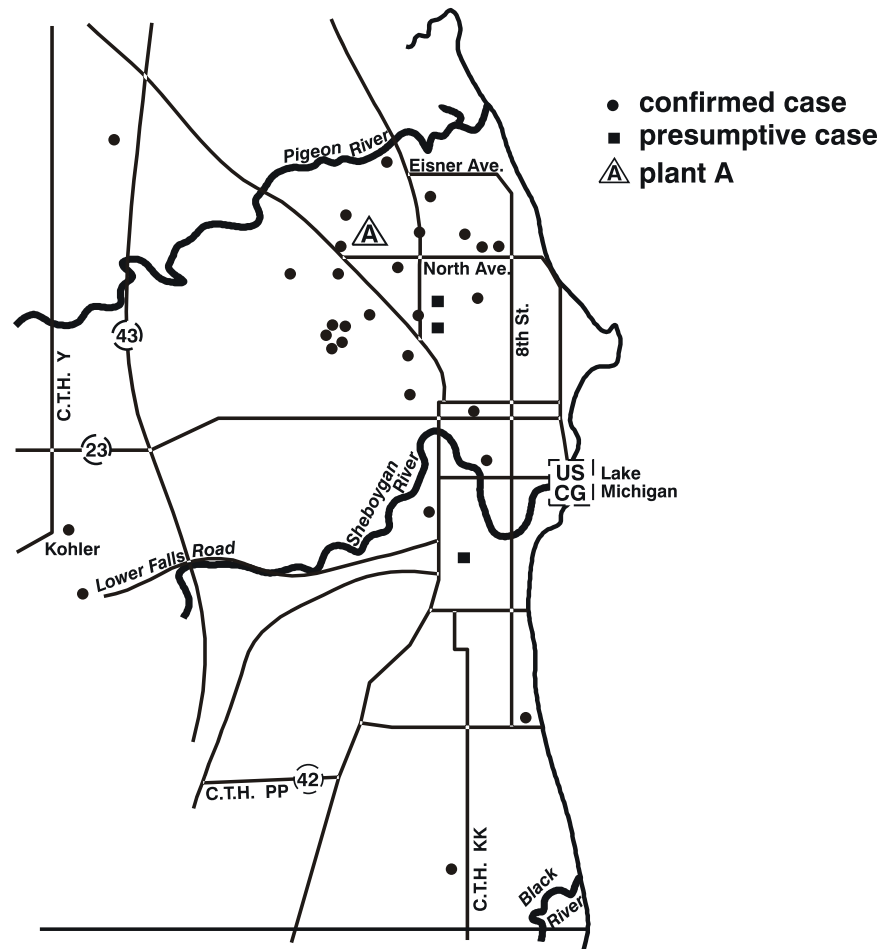 confirmed case
presumptive case
A plant A
Pigeon River
Eisner Ave.
A
North Ave.
8th St.
43
C.T.H. Y
23
US
CG
Lake
Michigan
Sheboygan
River
Kohler
Lower Falls Road
42
C.T.H. PP
C.T.H. KK
Black
River